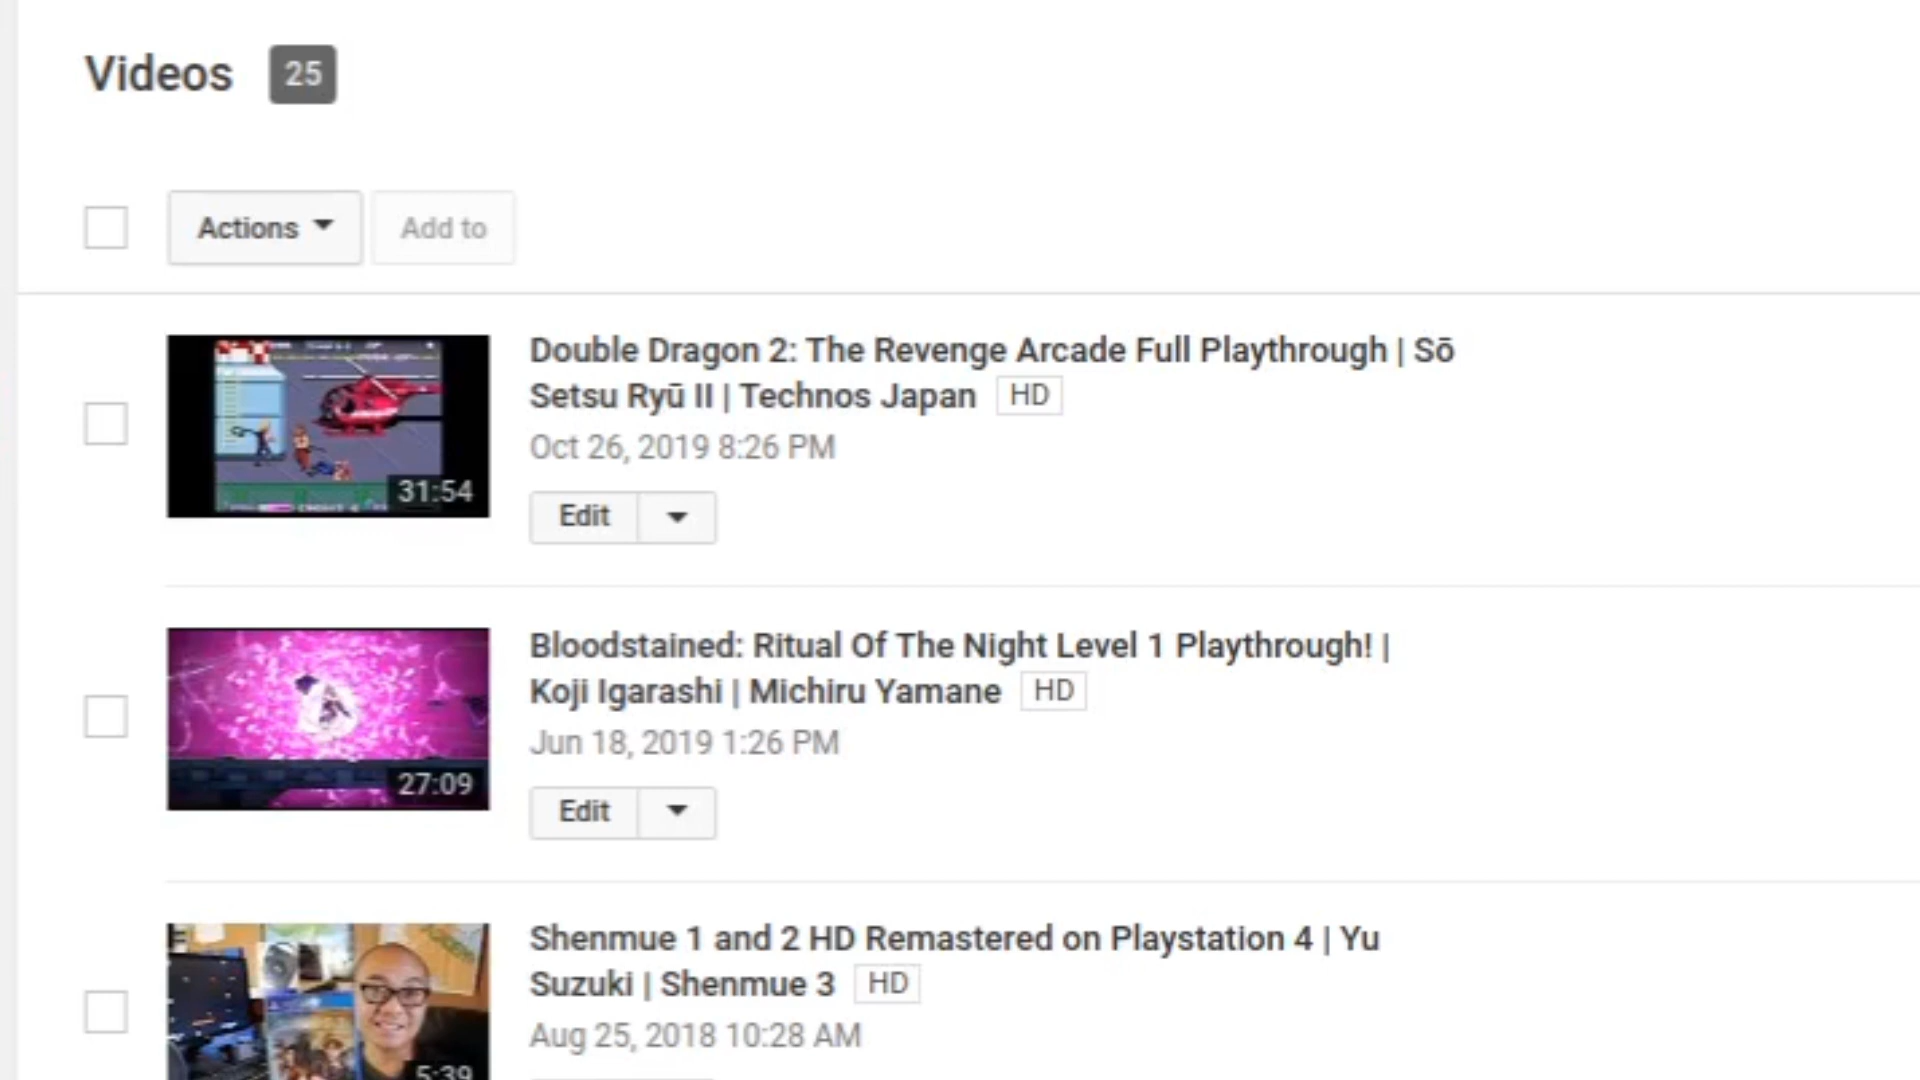 Videos 25
Actions Add to
Double Dragon 2: The Revenge Arcade Full Playthrough | Sō
Setsu Ryū II | Technos Japan HD
Oct 26, 2019 8:26 PM
31:54
Edit
Bloodstained: Ritual Of The Night Level 1 Playthrough! |
Koji Igarashi | Michiru Yamane HD
Jun 18, 2019 1:26 PM
27:09
Edit
Shenmue 1 and 2 HD Remastered on Playstation 4 | Yu
Suzuki | Shenmue 3 HD
Aug 25, 2018 10:28 AM
5:39